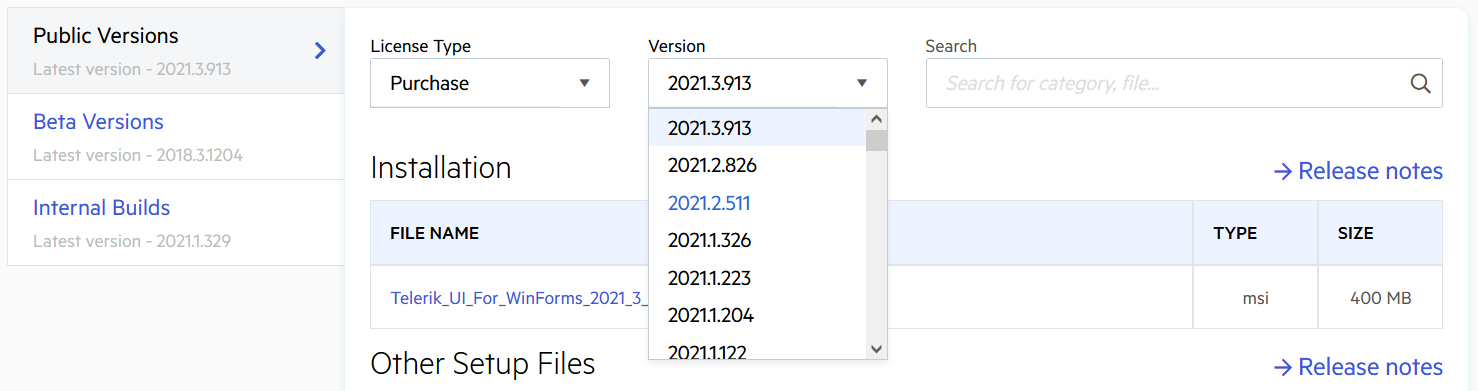 Public Versions
Latest version - 2021.3.913
Beta Versions
Latest version - 2018.3.1204
Internal Builds
Latest version - 2021.1.329
License Type
Purchase
Version
2021.3.913
2021.3.913
2021.2.826
2021.2.511
2021.1.326
2021.1.223
2021.1.204
2021.1.122
Search
Search for category, file...
Installation
→ Release notes
FILE NAME
TYPE
SIZE
Telerik_UI_For_WinForms_2021_3_
msi
400 MB
Other Setup Files
→ Release notes